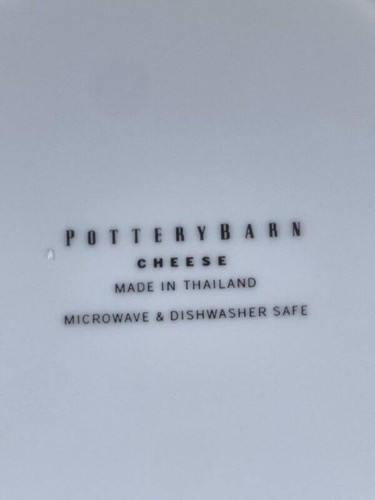 POTTERYBARN
CHEESE
MADE IN THAILAND
MICROWAVE & DISHWASHER SAFE